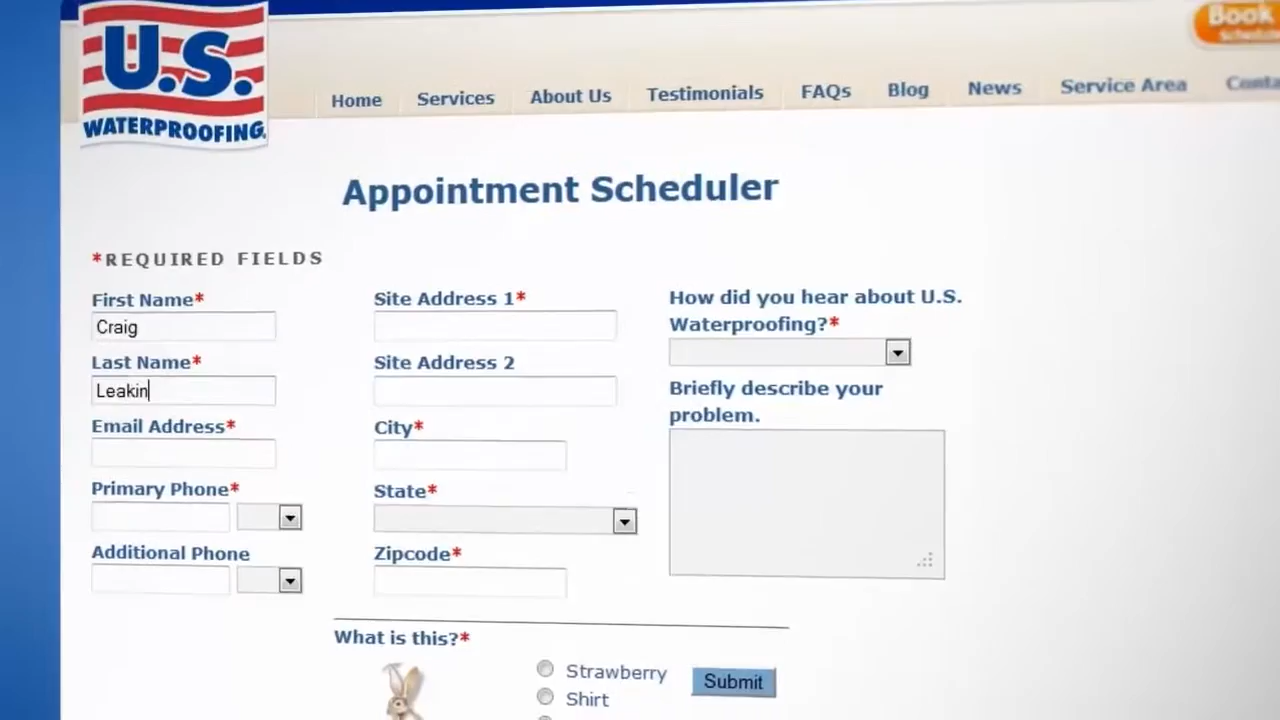 U.S.
WATERPROOFING
Book
Home Services About Us Testimonials FAQs Blog News Service Area
Appointment Scheduler
*REQUIRED FIELDS
First Name*
Craig
Last Name*
Leakin
Email Address*
Primary Phone*
Additional Phone
Site Address 1*
Site Address 2
City*
State*
Zipcode*
How did you hear about U.S.
Waterproofing?*
Briefly describe your
problem.
What is this?*
Strawberry
Shirt
Submit